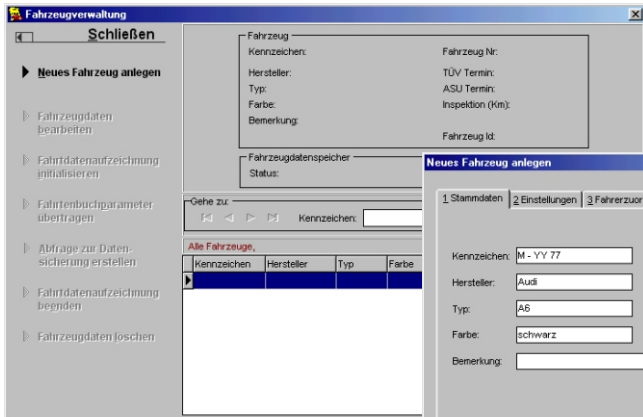 Fahrzeugverwaltung
Schließen
Neues Fahrzeug anlegen
Fahrzeugdaten
bearbeiten
Fahrtdatenaufzeichnung
initialisieren
Fahrtenbuchparameter
übertragen
Abfrage zur Daten-
sicherung erstellen
Fahrtdatenaufzeichnung
beenden
Fahrzeugdaten löschen
Fahrzeug
Kennzeichen: Fahrzeug Nr:
Hersteller: TÜV Termin:
Typ: ASU Termin:
Farbe: Inspektion (Km):
Bemerkung:
Fahrzeug Id:
Fahrzeugdatenspeicher
Status:
Gehe zu:
Kennzeichen:
Alle Fahrzeuge,
Kennzeichen Hersteller Typ Farbe
Neues Fahrzeug anlegen
1 Stammdaten 2 Einstellungen 3 Fahrerzuor
Kennzeichen: M - YY 77
Hersteller: Audi
Typ: A6
Farbe: schwarz
Bemerkung: